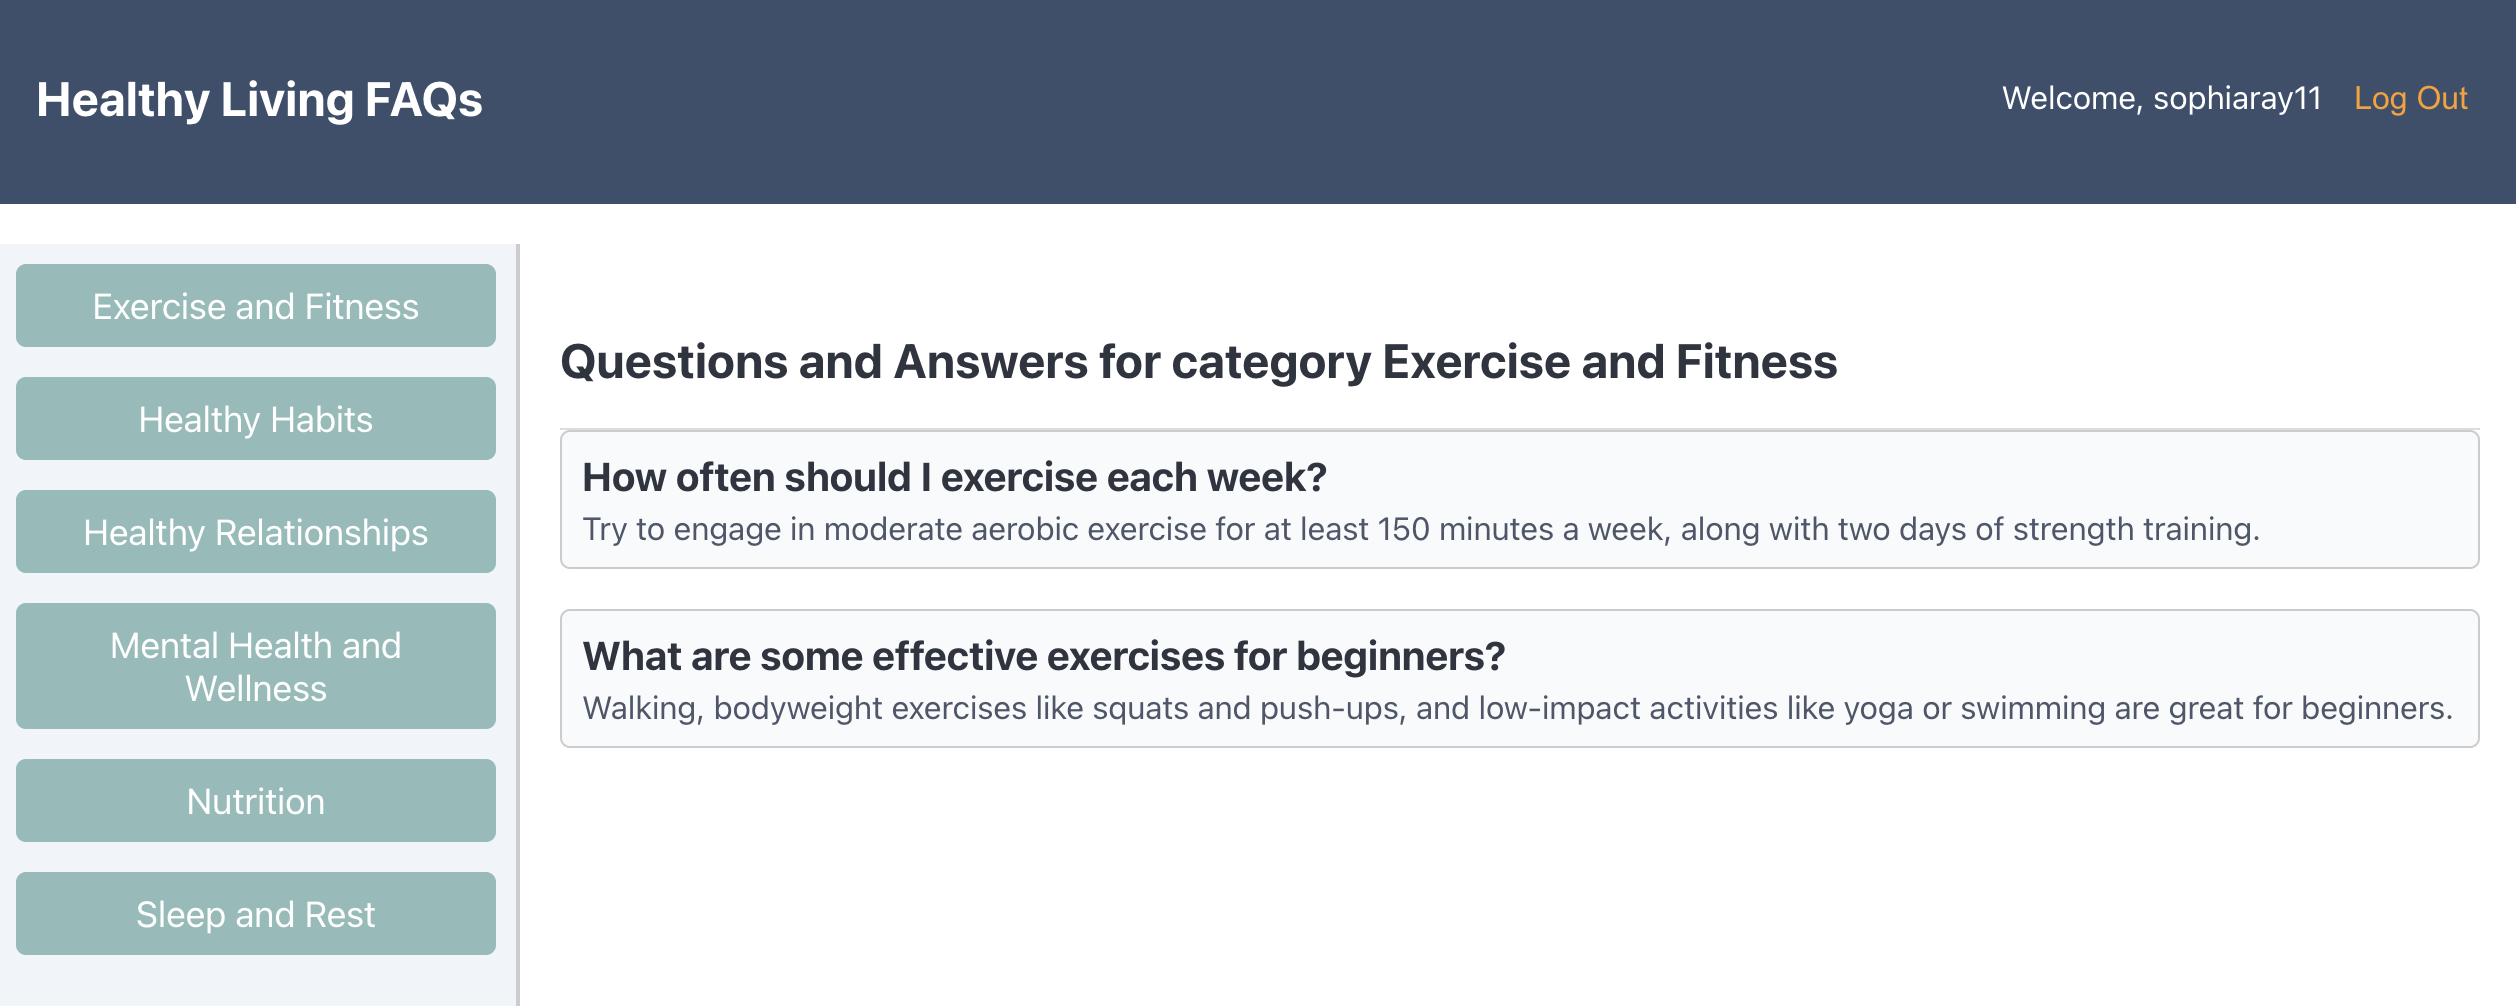 Healthy Living FAQs
Welcome, sophiaray11 Log Out
Exercise and Fitness
Healthy Habits
Healthy Relationships
Mental Health and
Wellness
Nutrition
Sleep and Rest
Questions and Answers for category Exercise and Fitness
How often should I exercise each week?
Try to engage in moderate aerobic exercise for at least 150 minutes a week, along with two days of strength training.
What are some effective exercises for beginners?
Walking, bodyweight exercises like squats and push-ups, and low-impact activities like yoga or swimming are great for beginners.